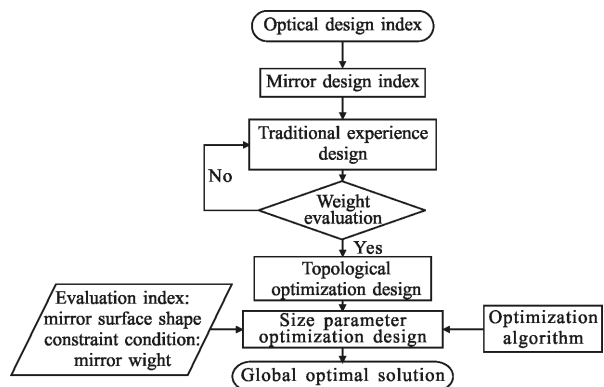 Optical design index
Mirror design index
Traditional experience
design
No
Weight
evaluation
Yes
Topological
optimization design
Evaluation index:
mirror surface shape
constraint condition:
mirror wight
Size parameter
optimization design
Optimization
algorithm
Global optimal solution